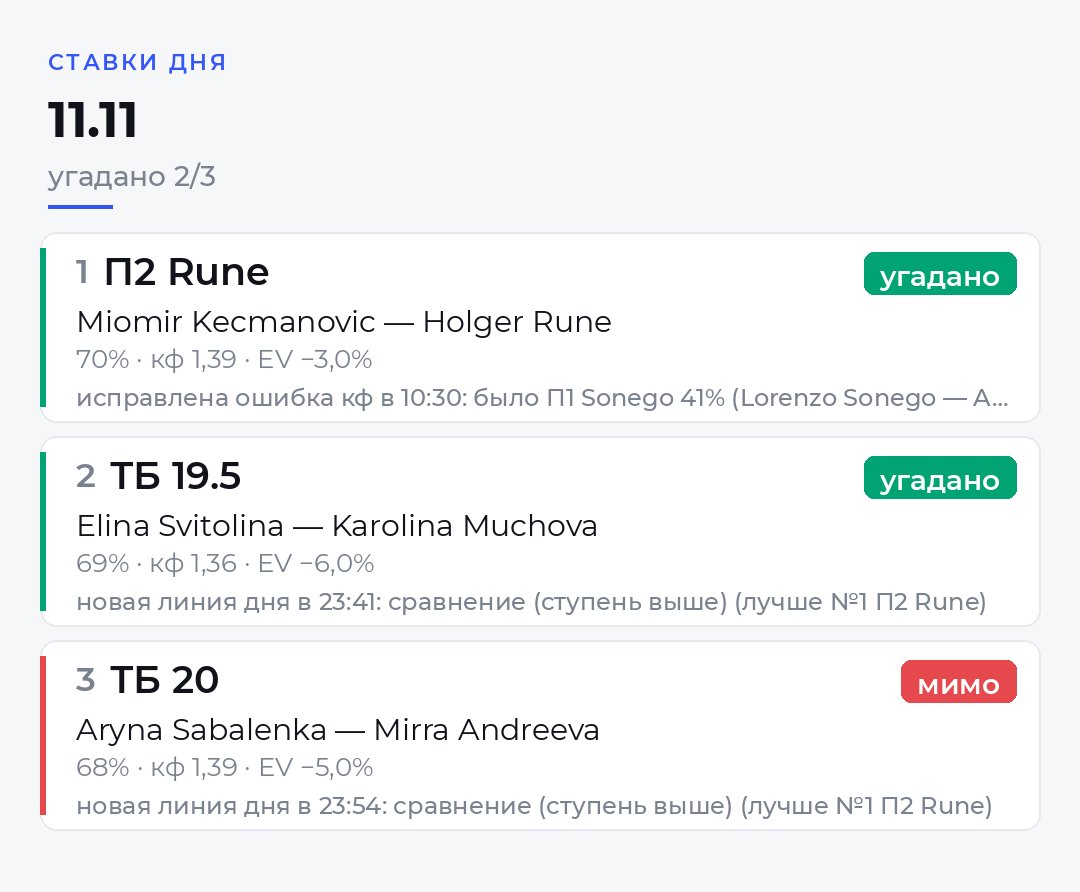 СТАВКИ ДНЯ
11.11
угадано 2/3
1 П2 Rune
угадано
Miomir Kecmanovic — Holger Rune
70% · кф 1,39 · EV −3,0%
исправлена ошибка кф в 10:30: было П1 Sonego 41% (Lorenzo Sonego — A…
2 ТБ 19.5
угадано
Elina Svitolina — Karolina Muchova
69% · кф 1,36 · EV −6,0%
новая линия дня в 23:41: сравнение (ступень выше) (лучше №1 П2 Rune)
3 ТБ 20
мимо
Aryna Sabalenka — Mirra Andreeva
68% · кф 1,39 · EV −5,0%
новая линия дня в 23:54: сравнение (ступень выше) (лучше №1 П2 Rune)